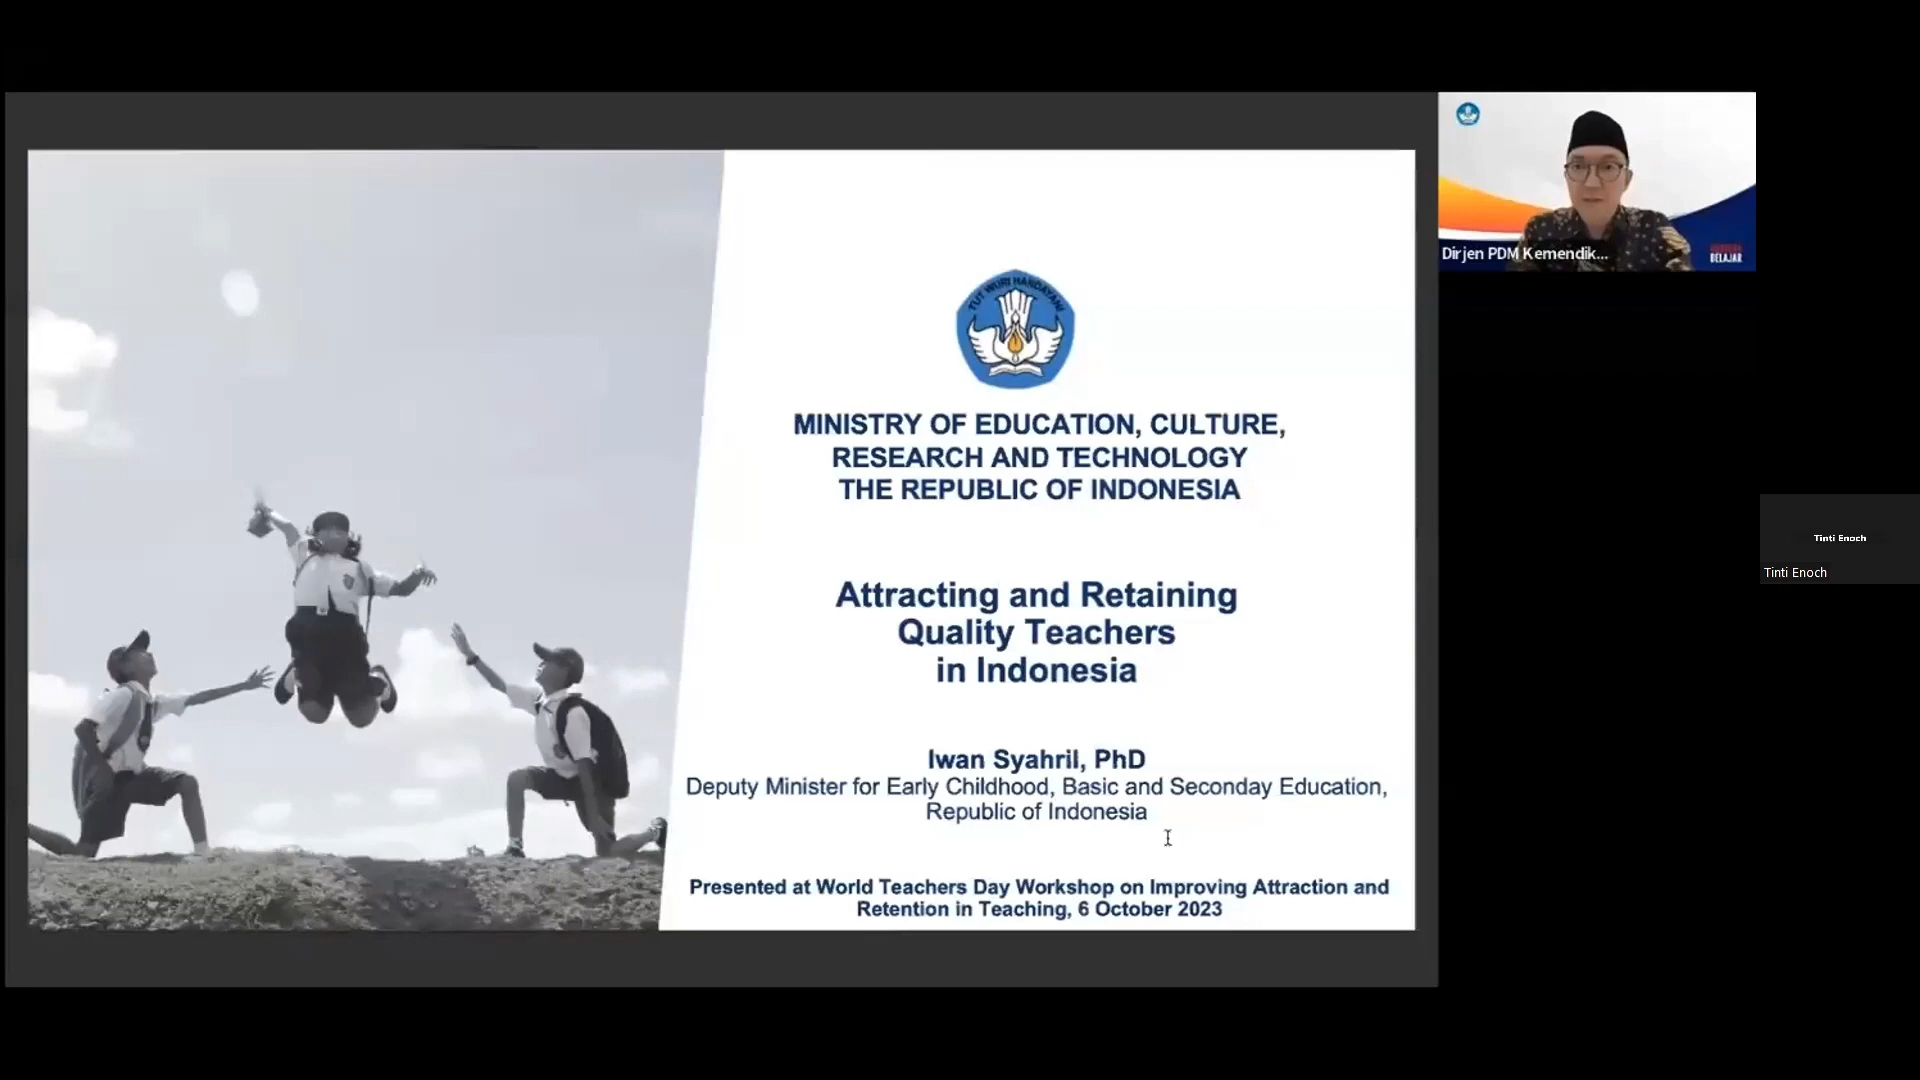 TUT WURI HANDAYANI
MINISTRY OF EDUCATION, CULTURE,
RESEARCH AND TECHNOLOGY
THE REPUBLIC OF INDONESIA
Attracting and Retaining
Quality Teachers
in Indonesia
Iwan Syahril, PhD
Deputy Minister for Early Childhood, Basic and Seconday Education,
Republic of Indonesia
Presented at World Teachers Day Workshop on Improving Attraction and
Retention in Teaching, 6 October 2023
Dirjen PDM Kemendik...
BELAJAR
Tinti Enoch
Tinti Enoch